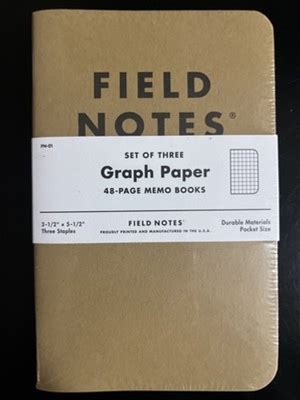 FIELD
NOTES®
FN-01
SET OF THREE
Graph Paper
48-PAGE MEMO BOOKS
3-1/2" x 5-1/2"
Three Staples
FIELD NOTES®
PROUDLY PRINTED AND MANUFACTURED IN THE U.S.A.
Durable Materials
Pocket Size